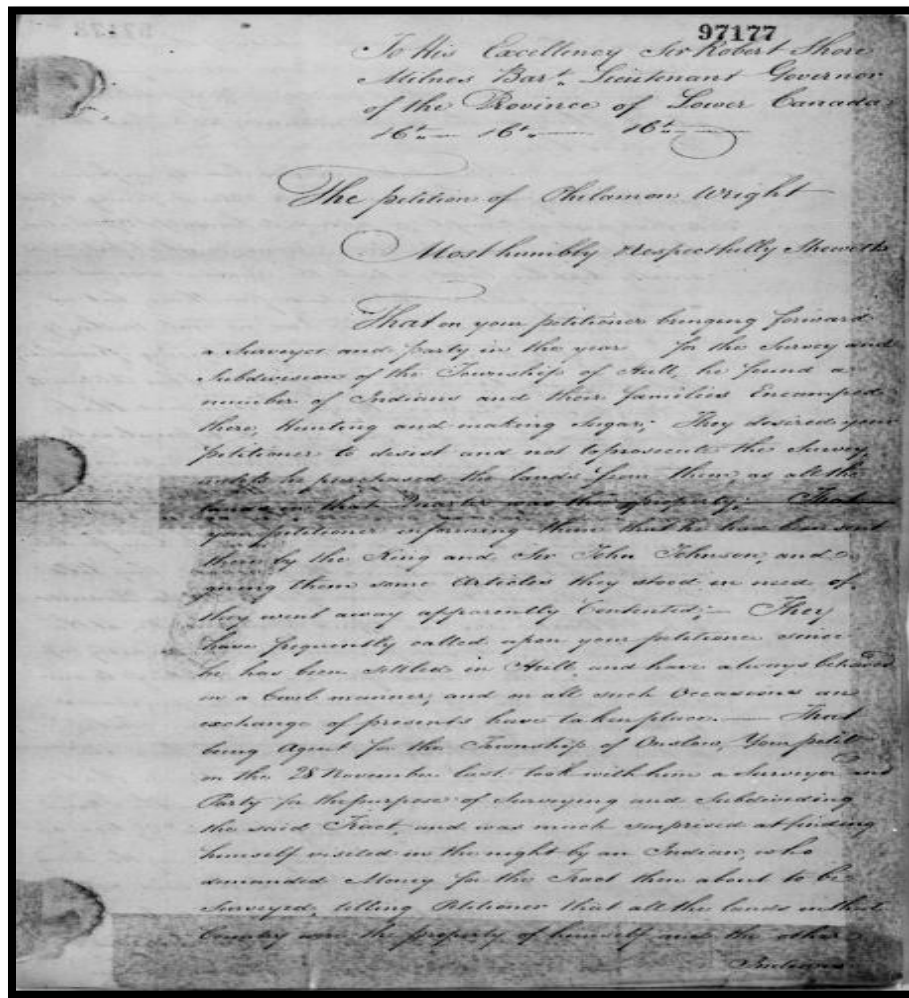 97177
To His Excellency Sir Robert Shore
Milnes Bart. Lieutenant Governor
of the Province of Lower Canada
&c. &c. &c.
The petition of Philamon Wright
Most humbly & respectfully Sheweth
That on your petitioner bringing forward
a Surveyor and party in the year for the Survey and
Subdivision of the Township of Hull, he found a
number of Indians and their families Encamped
there, Hunting and making Sugar; They desired your
petitioner to desist and not to prosecute the Survey
until he purchased the lands from them, as all the
lands in that Quarter was their property; That
your petitioner informing them that he had been sent
there by the King and Sir John Johnson, and
giving them some Articles they stood in need of,
they went away apparently Contented;— They
have frequently called upon your petitioner since
he has been settled in Hull, and have always behaved
in a Civil manner, and on all such Occasions an
exchange of presents have taken place.— That
being Agent for the Township of Onslow, Your petit
on the 28 November last took with him a Surveyor and
Party for the purpose of Surveying and Subdividing
the said Tract, and was much surprised at finding
himself visited in the night by an Indian, who
demanded Money for the Tract then about to be
Surveyed, telling Petitioner that all the lands in that
Country were the property of himself and the other
Indians